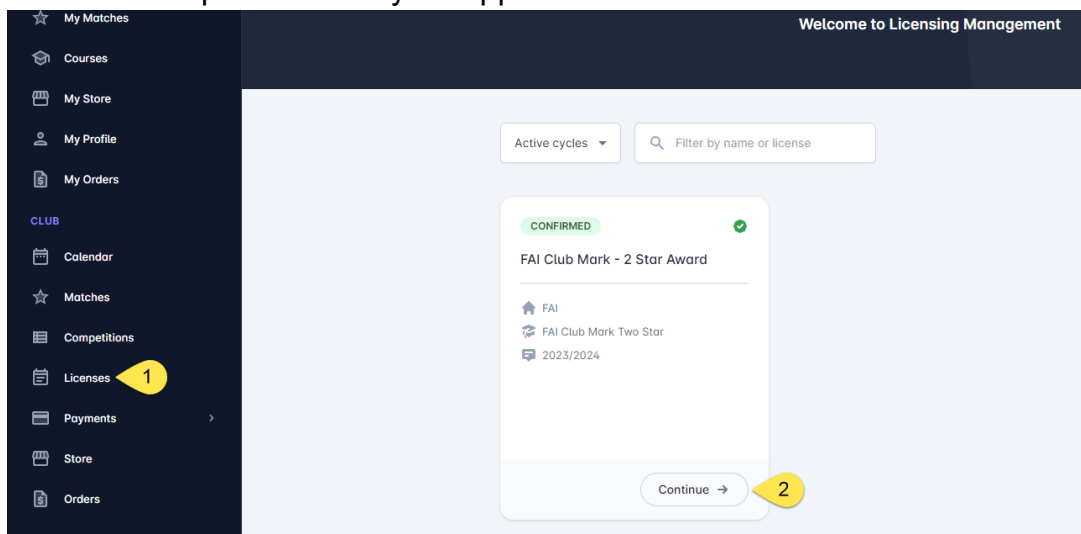 My Matches
Courses
My Store
My Profile
My Orders
CLUB
Calendar
Matches
Competitions
Licenses 1
Payments
Store
Orders
Welcome to Licensing Management
Active cycles
Filter by name or license
CONFIRMED
FAI Club Mark - 2 Star Award
FAI
FAI Club Mark Two Star
2023/2024
Continue → 2